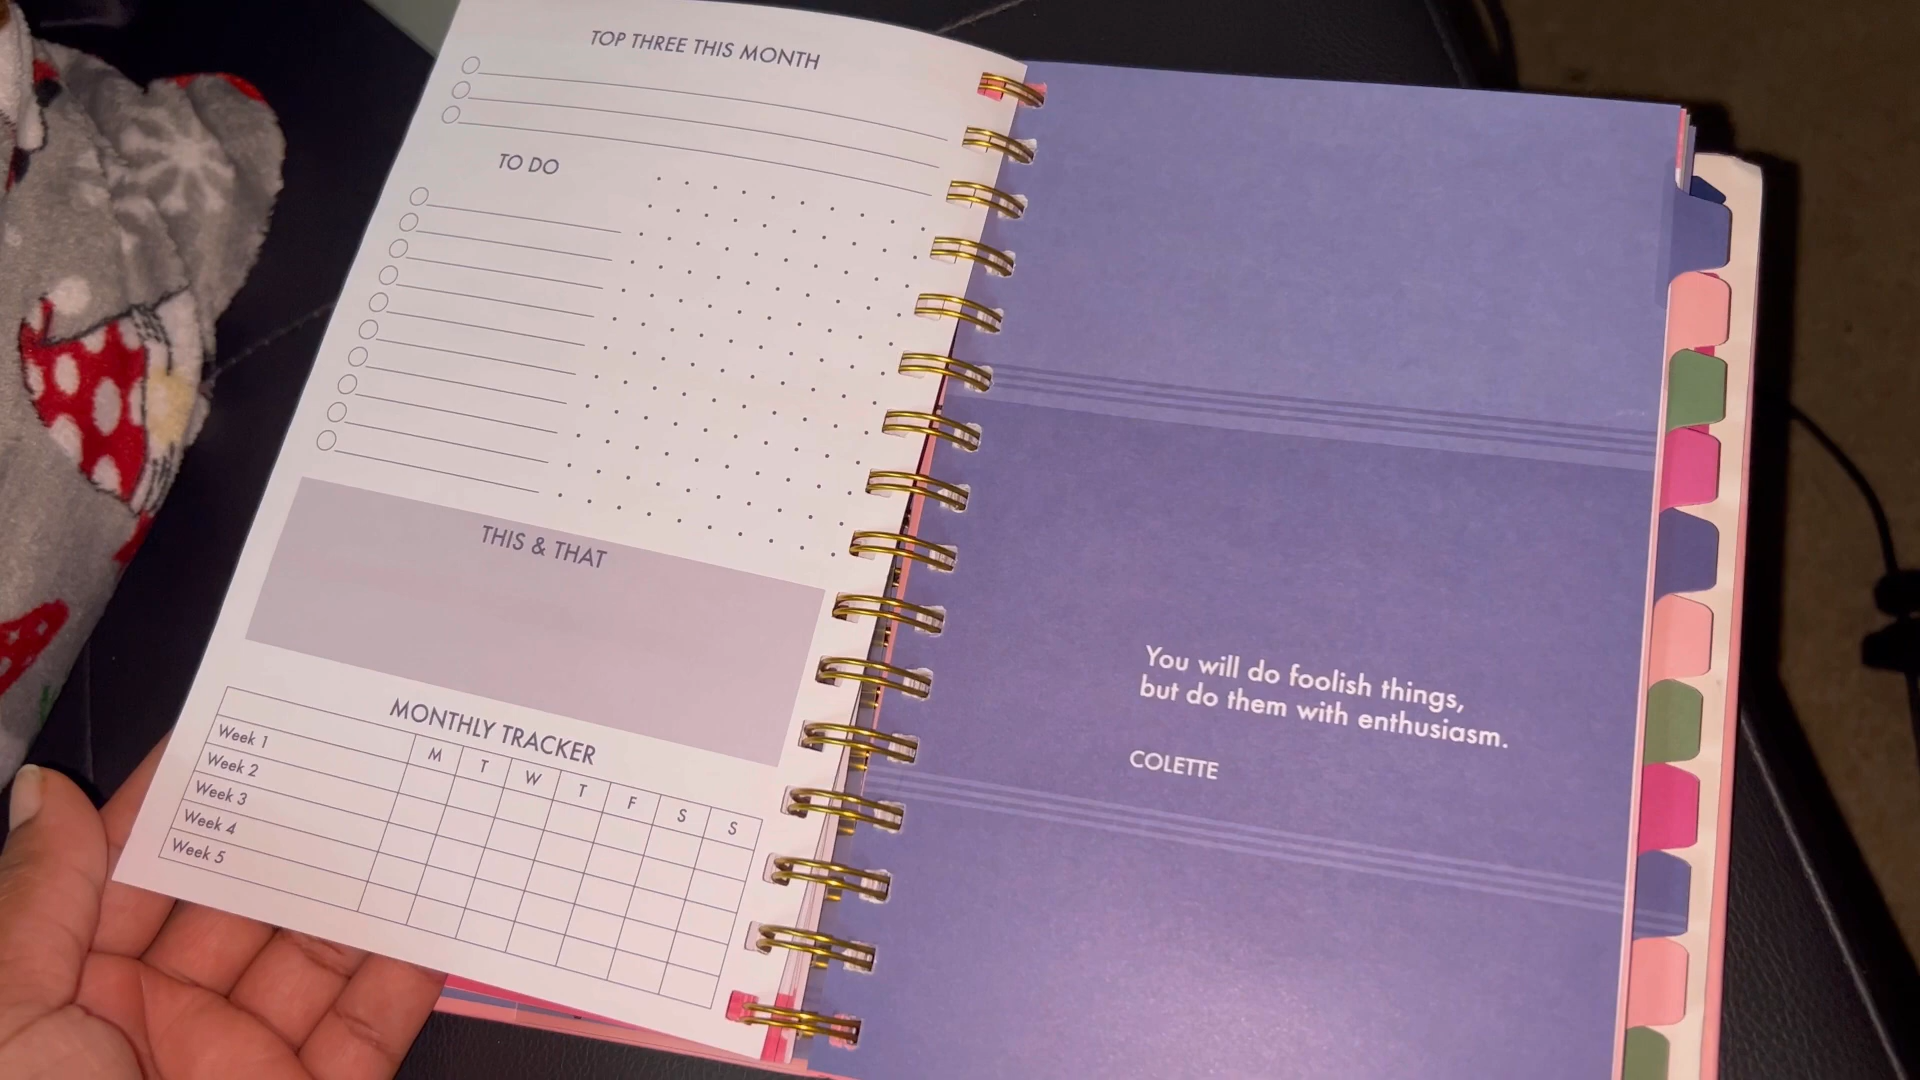 TOP THREE THIS MONTH
TO DO
THIS & THAT
MONTHLY TRACKER
M T W T F S S
Week 1
Week 2
Week 3
Week 4
Week 5
You will do foolish things,
but do them with enthusiasm.
COLETTE